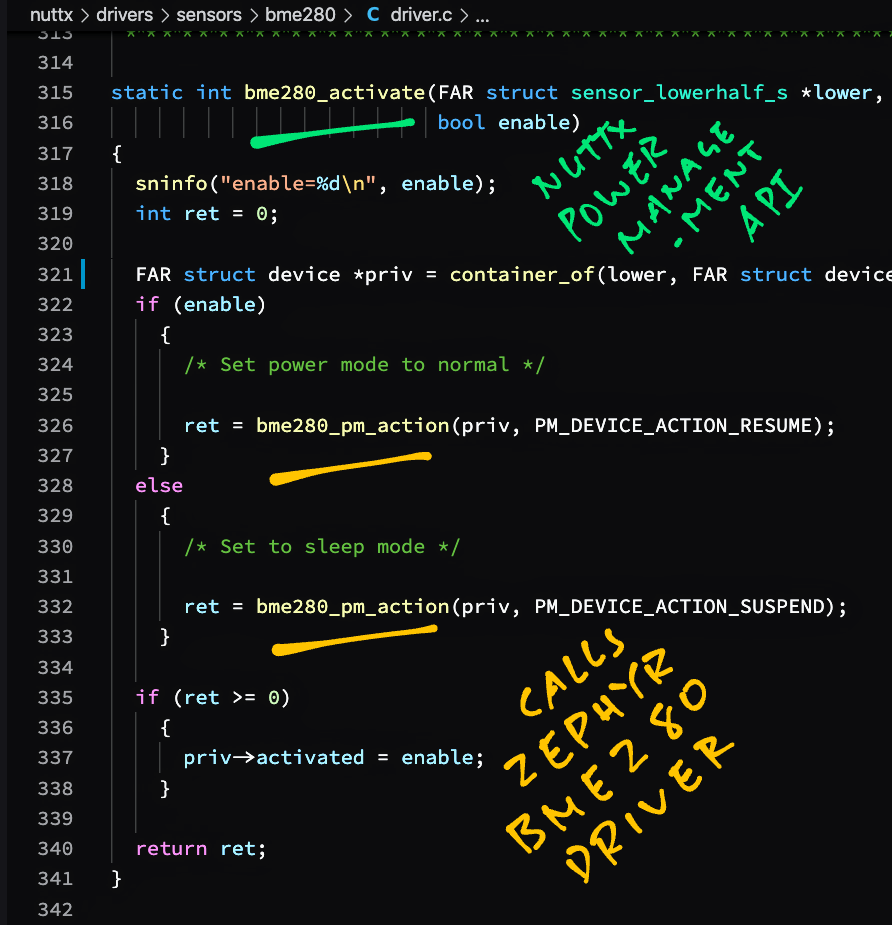 nuttx > drivers > sensors > bme280 > C driver.c > ...
313 ****************************************************************
314
315 static int bme280_activate(FAR struct sensor_lowerhalf_s *lower,
316 bool enable)
317 {
318 sninfo("enable=%d\n", enable);
319 int ret = 0;
320
321 FAR struct device *priv = container_of(lower, FAR struct device
322 if (enable)
323 {
324 /* Set power mode to normal */
325
326 ret = bme280_pm_action(priv, PM_DEVICE_ACTION_RESUME);
327 }
328 else
329 {
330 /* Set to sleep mode */
331
332 ret = bme280_pm_action(priv, PM_DEVICE_ACTION_SUSPEND);
333 }
334
335 if (ret >= 0)
336 {
337 priv->activated = enable;
338 }
339
340 return ret;
341 }
342
NUTTX
POWER
MANAGE
-MENT
API
CALLS
ZEPHYR
BME280
DRIVER